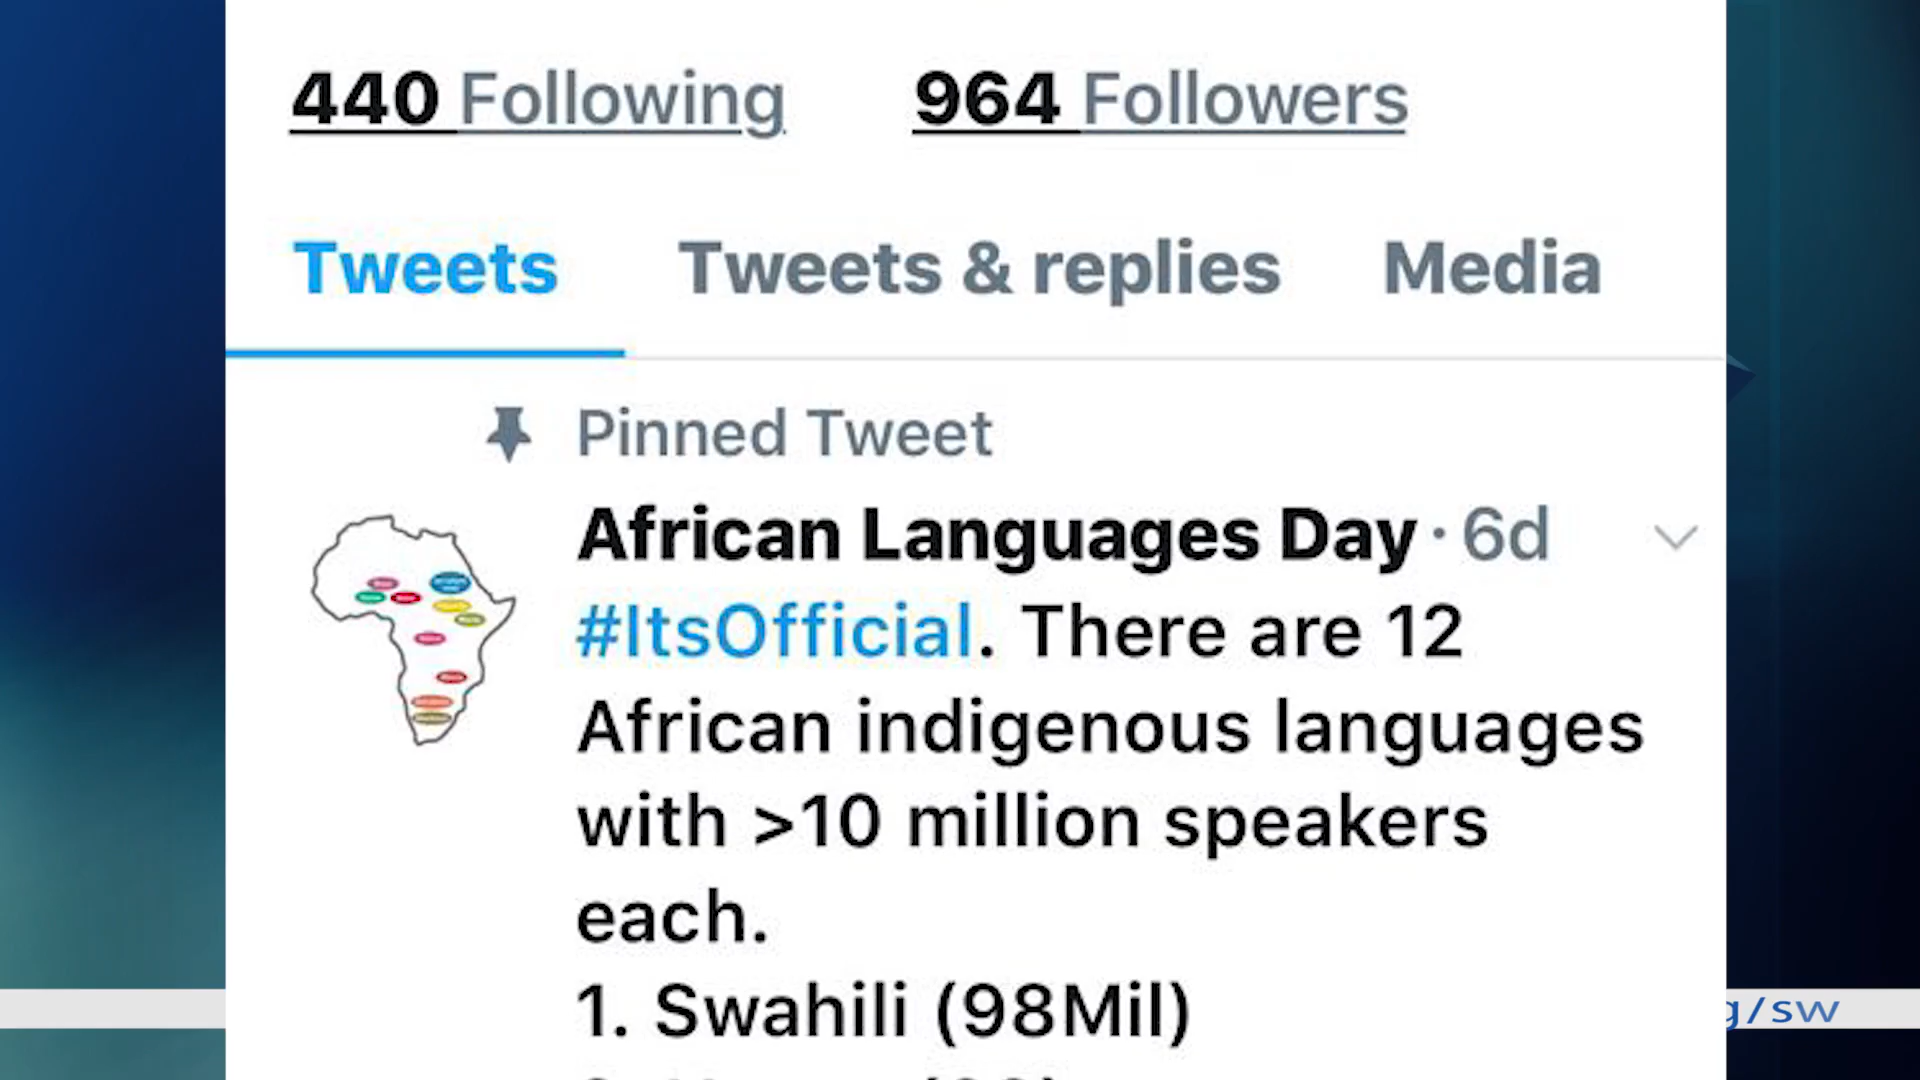 440 Following 964 Followers
Tweets Tweets & replies Media
Pinned Tweet
African Languages Day · 6d
#ItsOfficial. There are 12
African indigenous languages
with >10 million speakers
each.
1. Swahili (98Mil)
g/sw